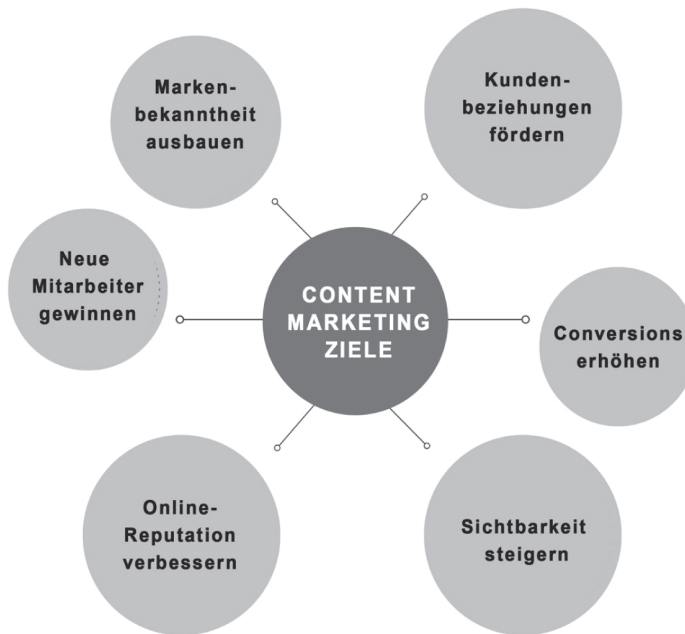 Marken-
bekanntheit
ausbauen
Kunden-
beziehungen
fördern
Neue
Mitarbeiter
gewinnen
CONTENT
MARKETING
ZIELE
Conversions
erhöhen
Online-
Reputation
verbessern
Sichtbarkeit
steigern